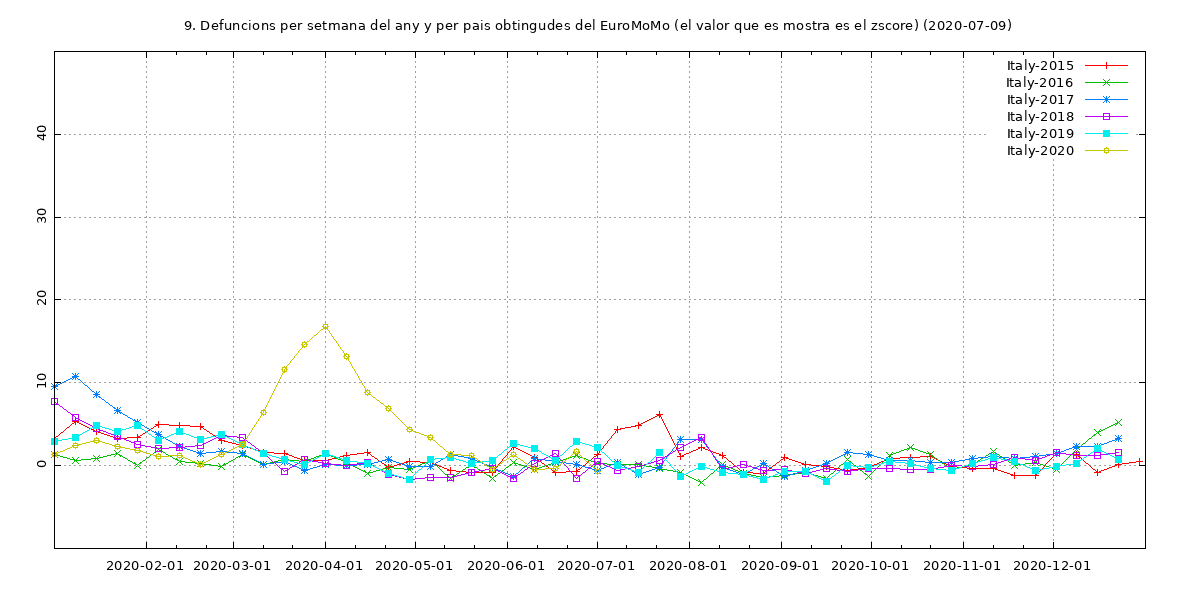 9. Defuncions per setmana del any y per pais obtingudes del EuroMoMo (el valor que es mostra es el zscore) (2020-07-09)
Italy-2015
Italy-2016
Italy-2017
Italy-2018
Italy-2019
Italy-2020
40
30
20
10
0
2020-02-01 2020-03-01 2020-04-01 2020-05-01 2020-06-01 2020-07-01 2020-08-01 2020-09-01 2020-10-01 2020-11-01 2020-12-01